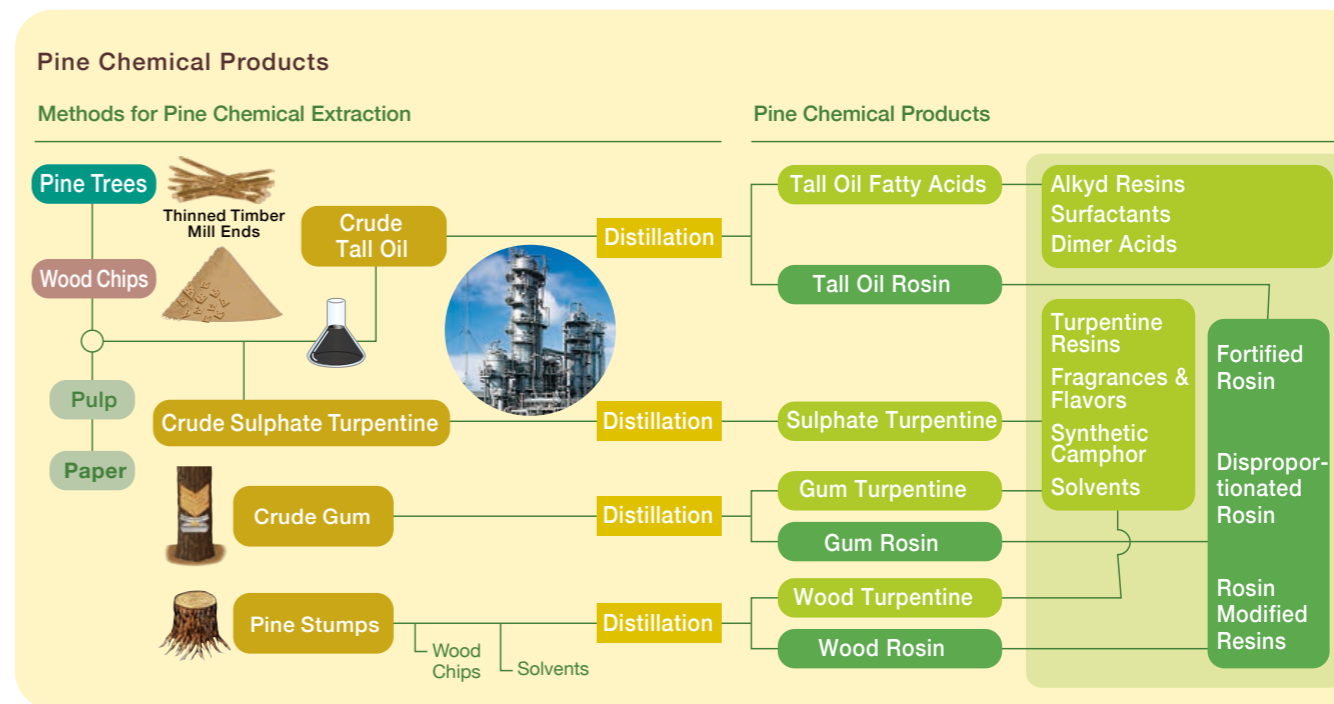 Pine Chemical Products
Methods for Pine Chemical Extraction
Pine Chemical Products
Pine Trees
Thinned Timber
Mill Ends
Wood Chips
Pulp
Paper
Crude
Tall Oil
Distillation
Tall Oil Fatty Acids
Tall Oil Rosin
Alkyd Resins
Surfactants
Dimer Acids
Crude Sulphate Turpentine
Distillation
Sulphate Turpentine
Turpentine
Resins
Fragrances &
Flavors
Synthetic
Camphor
Solvents
Crude Gum
Distillation
Gum Turpentine
Gum Rosin
Pine Stumps
Wood
Chips
Solvents
Distillation
Wood Turpentine
Wood Rosin
Fortified
Rosin
Dispropor-
tionated
Rosin
Rosin
Modified
Resins